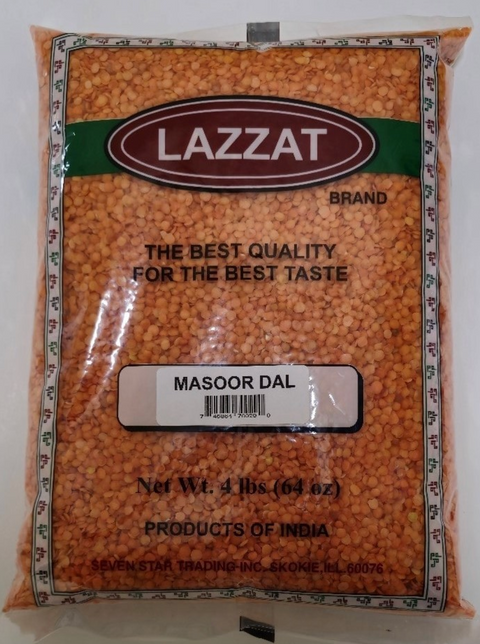 LAZZAT
BRAND
THE BEST QUALITY
FOR THE BEST TASTE
MASOOR DAL
Net Wt. 4 lbs (64 oz)
PRODUCTS OF INDIA
SEVEN STAR TRADING INC. SKOKIE, ILL. 60076